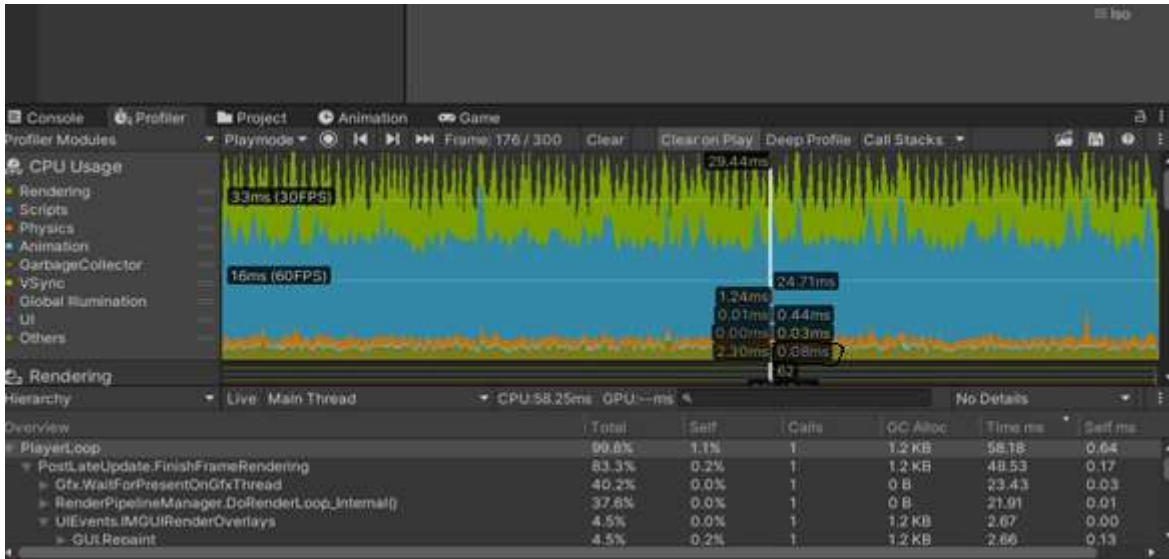 Iso
Console Profiler Project Animation Game
Profiler Modules Playmode Frame: 176 / 300 Clear Clear on Play Deep Profile Call Stacks
CPU Usage
Rendering
Scripts
Physics
Animation
GarbageCollector
VSync
Global Illumination
UI
Others
29.44ms
33ms (30FPS)
16ms (60FPS)
24.71ms
1.24ms
0.01ms 0.44ms
0.00ms 0.03ms
2.30ms 0.08ms
Rendering
Hierarchy Live Main Thread CPU:58.25ms GPU:--ms No Details
Overview Total Self Calls GC Alloc Time ms Self ms
PlayerLoop 99.8% 1.1% 1 1.2 KB 58.18 0.64
PostLateUpdate.FinishFrameRendering 83.3% 0.2% 1 1.2 KB 48.53 0.17
Gfx.WaitForPresentOnGfxThread 40.2% 0.0% 1 0 B 23.43 0.03
RenderPipelineManager.DoRenderLoop_Internal() 37.6% 0.0% 1 0 B 21.91 0.01
UIEvents.IMGUIRenderOverlays 4.5% 0.0% 1 1.2 KB 2.67 0.00
GUI.Repaint 4.5% 0.2% 1 1.2 KB 2.66 0.13